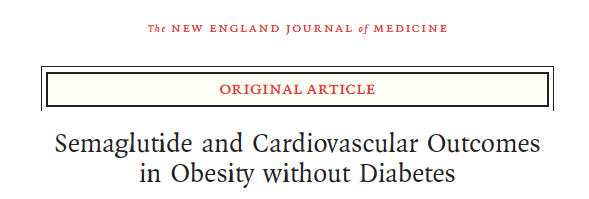 The NEW ENGLAND JOURNAL of MEDICINE
ORIGINAL ARTICLE
Semaglutide and Cardiovascular Outcomes
in Obesity without Diabetes